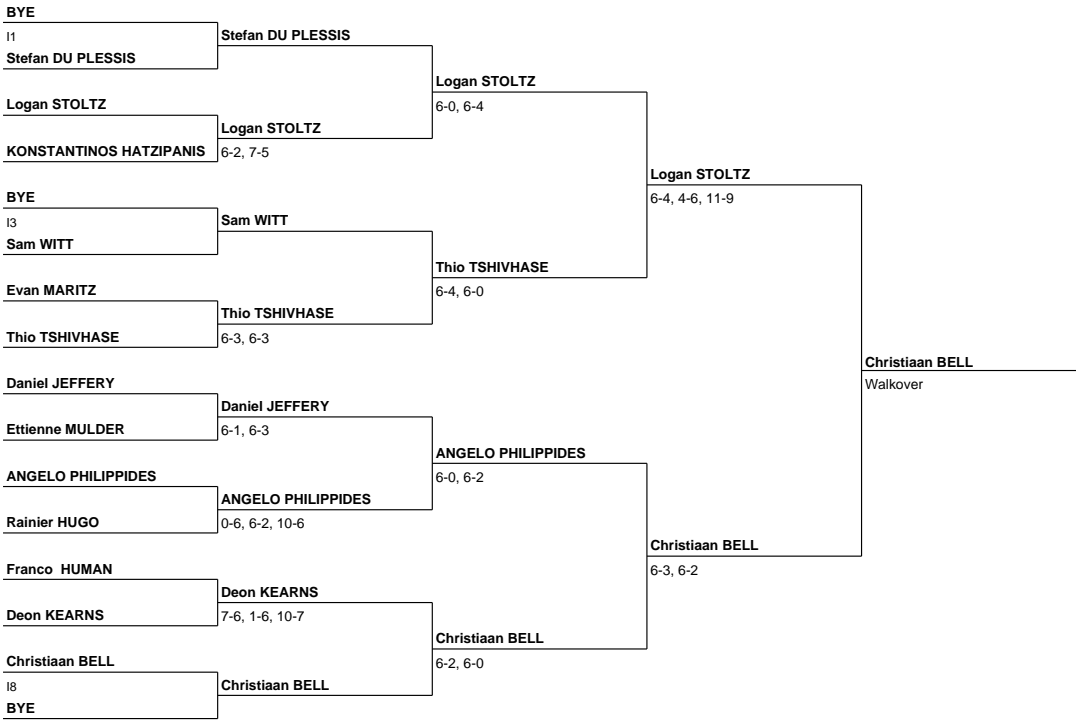 BYE
I1
Stefan DU PLESSIS
Logan STOLTZ
KONSTANTINOS HATZIPANIS
BYE
I3
Sam WITT
Evan MARITZ
Thio TSHIVHASE
Daniel JEFFERY
Ettienne MULDER
ANGELO PHILIPPIDES
Rainier HUGO
Franco  HUMAN
Deon KEARNS
Christiaan BELL
I8
BYE
Stefan DU PLESSIS
Logan STOLTZ
6-2, 7-5
Sam WITT
Thio TSHIVHASE
6-3, 6-3
Daniel JEFFERY
6-1, 6-3
ANGELO PHILIPPIDES
0-6, 6-2, 10-6
Deon KEARNS
7-6, 1-6, 10-7
Christiaan BELL
Logan STOLTZ
6-0, 6-4
Thio TSHIVHASE
6-4, 6-0
ANGELO PHILIPPIDES
6-0, 6-2
Christiaan BELL
6-2, 6-0
Logan STOLTZ
6-4, 4-6, 11-9
Christiaan BELL
6-3, 6-2
Christiaan BELL
Walkover